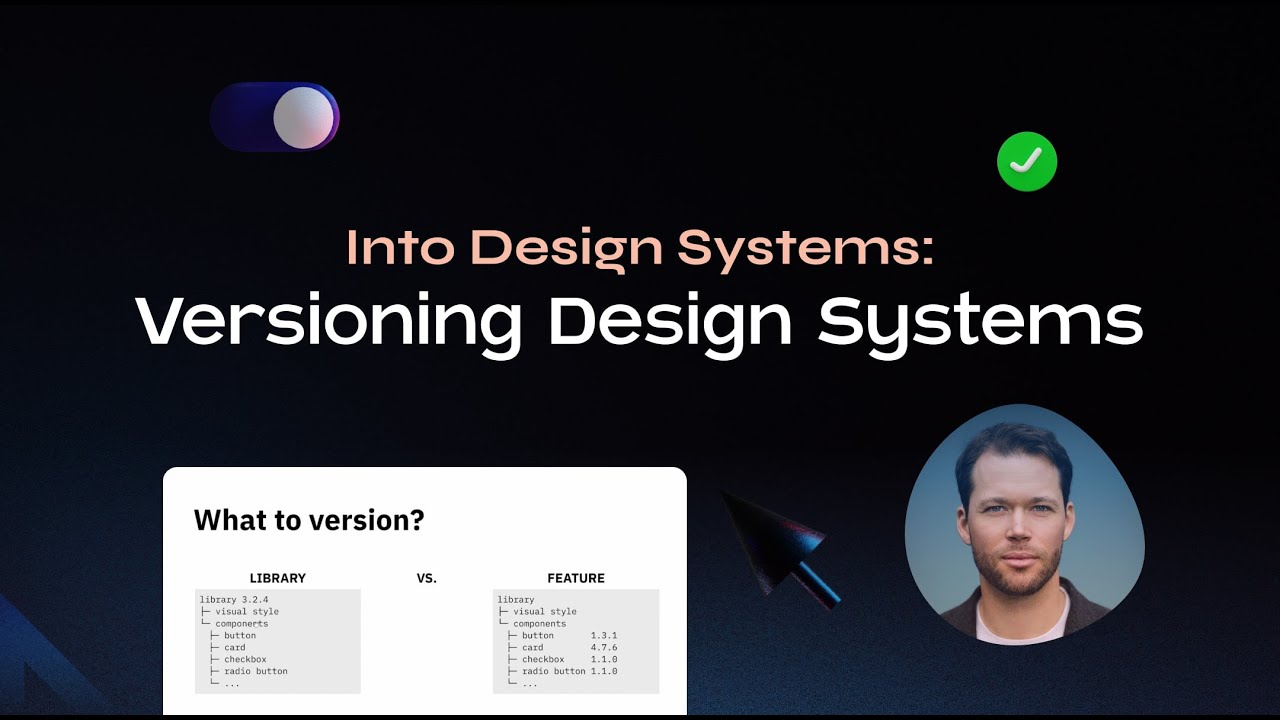 Into Design Systems:
Versioning Design Systems
What to version?
LIBRARY VS. FEATURE
library 3.2.4
├─ visual style
└─ components
├─ button
├─ card
├─ checkbox
├─ radio button
└─ ...
library
├─ visual style
└─ components
├─ button 1.3.1
├─ card 4.7.6
├─ checkbox 1.1.0
├─ radio button 1.1.0
└─ ...